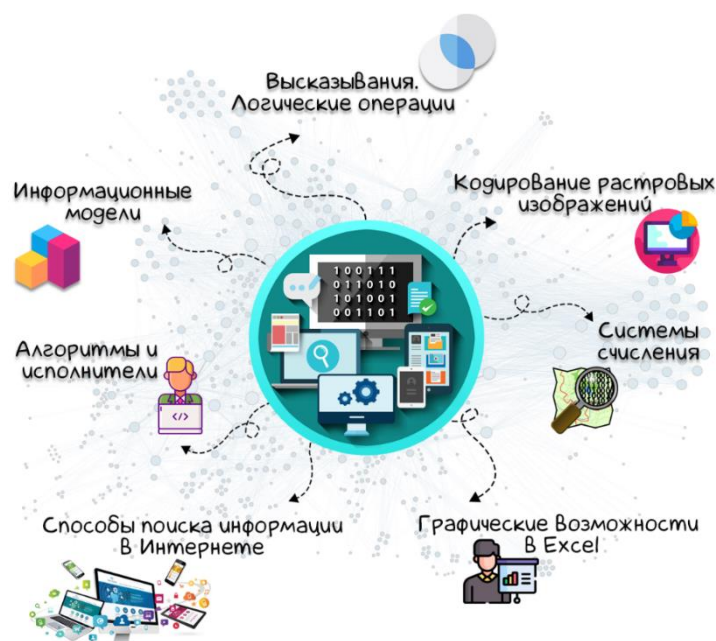 Высказывания.
Логические операции
Информационные
модели
Кодирование растровых
изображений
100111
011010
101001
001101
Системы
счисления
Алгоритмы и
исполнители
</>
Способы поиска информации
в Интернете
Графические возможности
в Excel